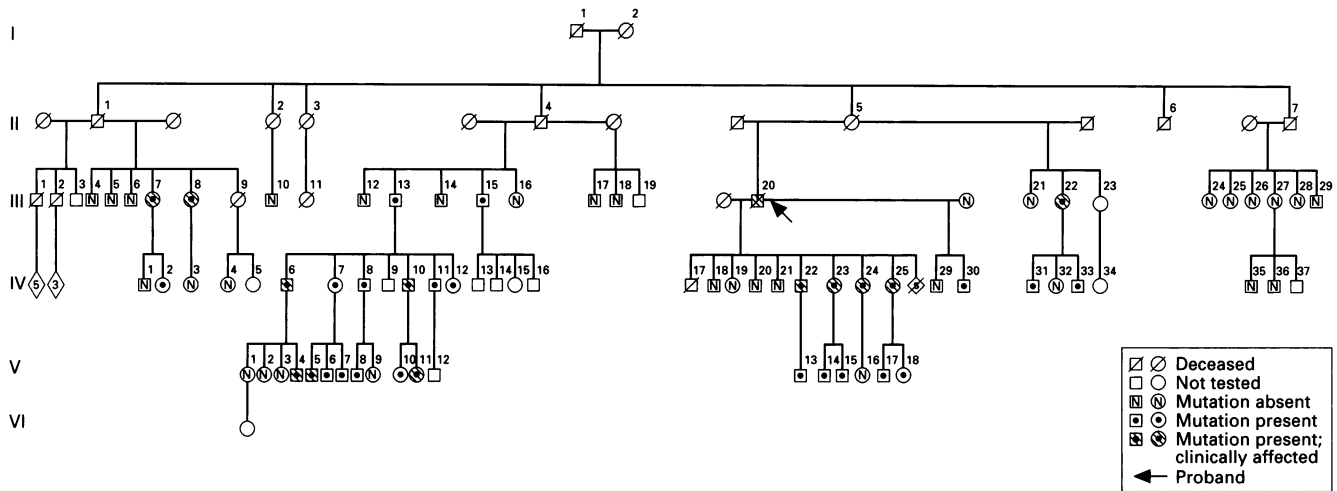 1 2
I
1 2 3 4 5 6 7
II
1 2 3 4 5 6 7 8 9 10 11 12 13 14 15 16 17 18 19 20 21 22 23 24 25 26 27 28 29
III N N N N N N N N N N N N N N N N N
1 2 3 4 5 6 7 8 9 10 11 12 13 14 15 16 17 18 19 20 21 22 23 24 25 29 30 31 32 33 34 35 36 37
IV 5 3 N N N N N N N N N N N
1 2 3 4 5 6 7 8 9 10 11 12 13 14 15 16 17 18
V N N N N N
VI
Deceased
Not tested
N N Mutation absent
Mutation present
Mutation present;
clinically affected
Proband